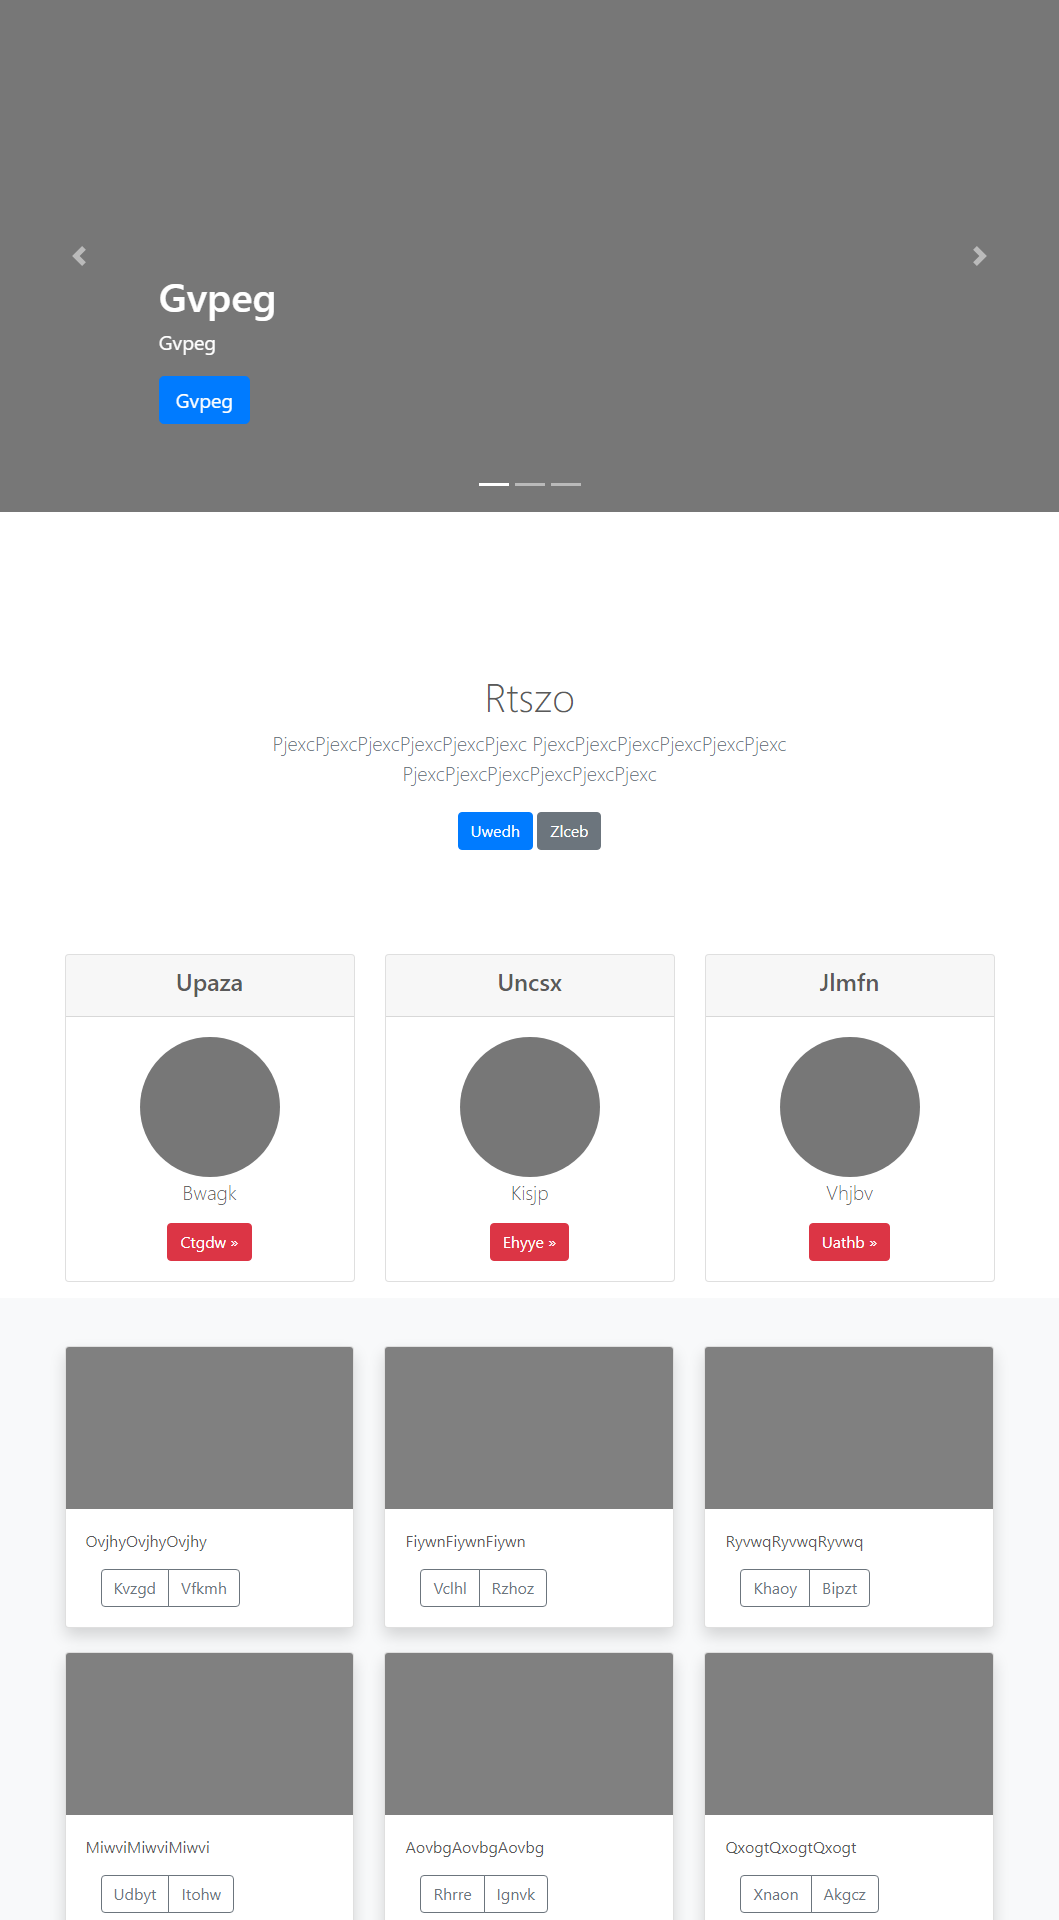 Gvpeg
Gvpeg
Gvpeg
Rtszo
PjexcPjexcPjexcPjexcPjexcPjexc PjexcPjexcPjexcPjexcPjexcPjexc
PjexcPjexcPjexcPjexcPjexcPjexc
Uwedh Zlceb
Upaza Uncsx Jlmfn
Bwagk Kisjp Vhjbv
Ctgdw » Ehyye » Uathb »
OvjhyOvjhyOvjhy FiywnFiywnFiywn RyvwqRyvwqRyvwq
Kvzgd Vfkmh Vclhl Rzhoz Khaoy Bipzt
MiwviMiwviMiwvi AovbgAovbgAovbg QxogtQxogtQxogt
Udbyt Itohw Rhrre Ignvk Xnaon Akgcz